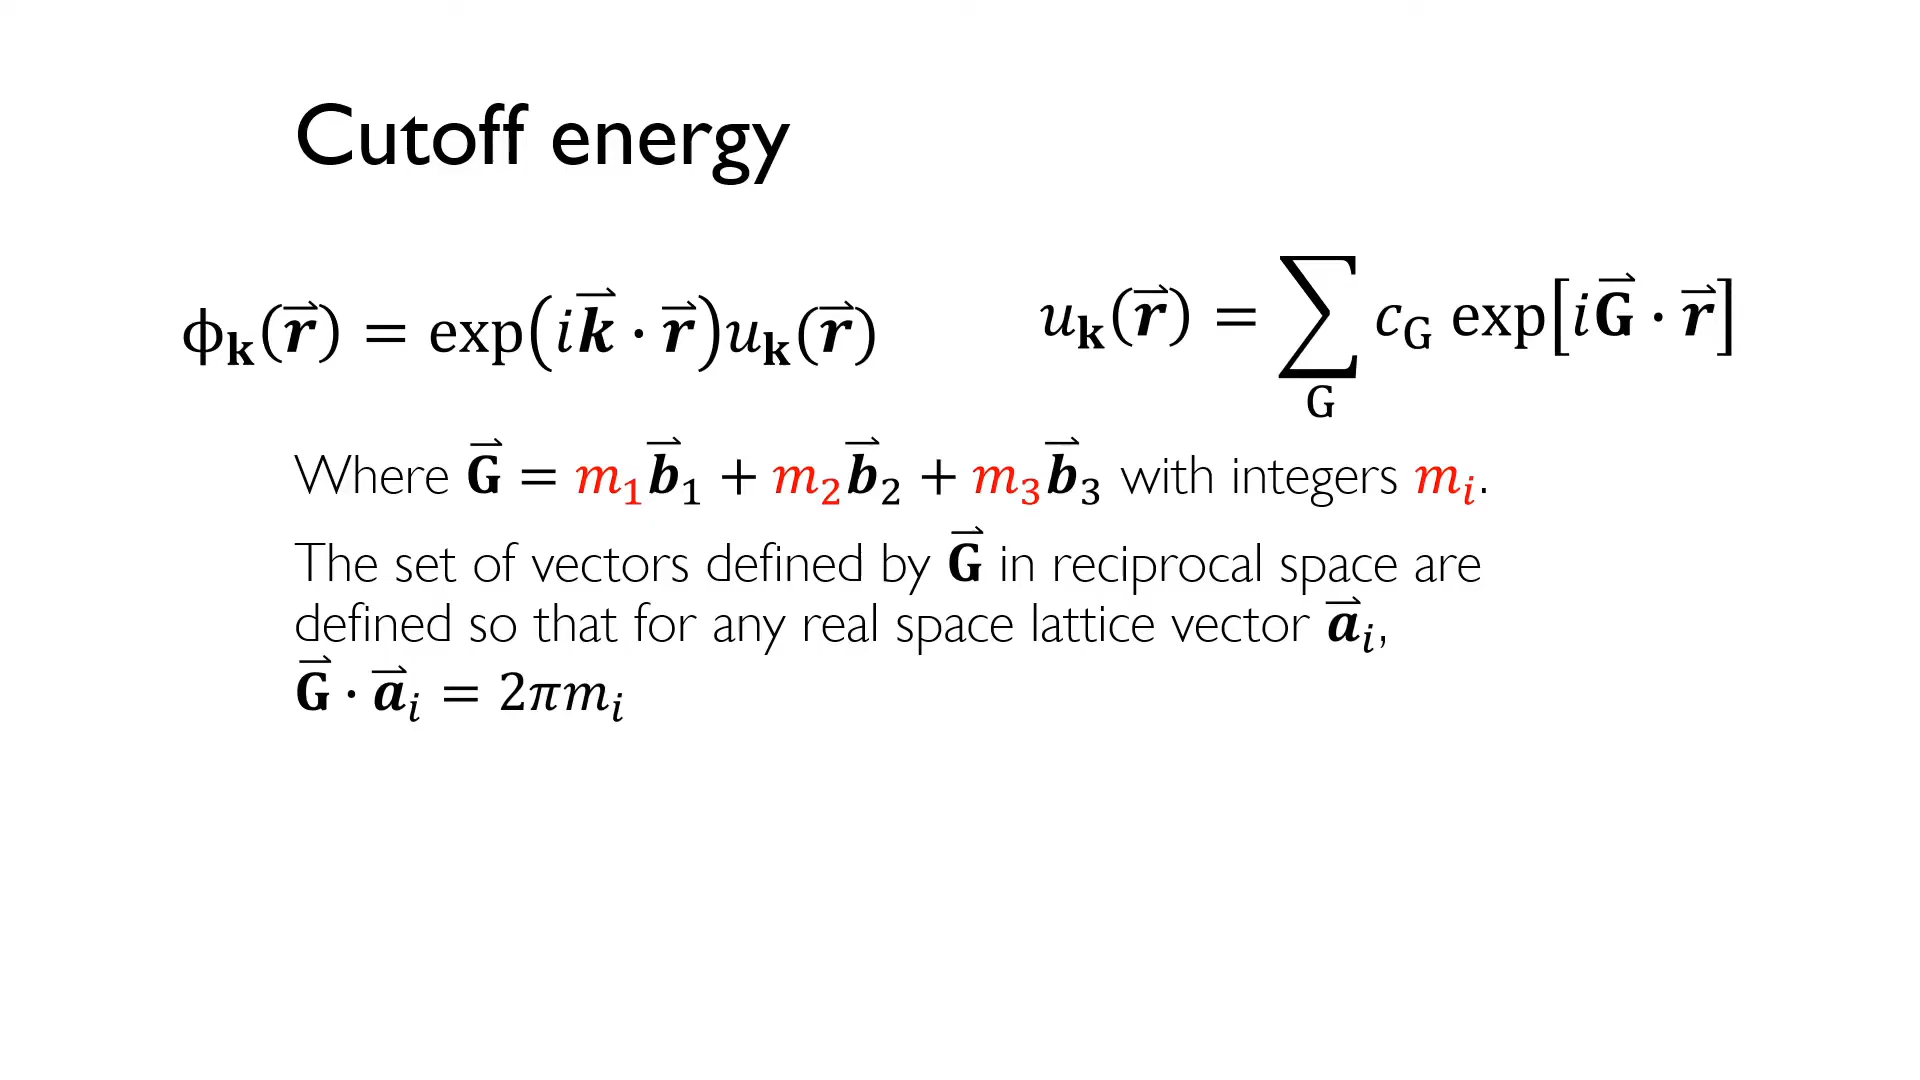 Cutoff energy
ϕ𝐤(𝒓⃗) = exp(i𝒌⃗ · 𝒓⃗)u𝐤(𝒓⃗)
u𝐤(𝒓⃗) = ∑G cG exp[i𝐆⃗ · 𝒓⃗]
Where 𝐆⃗ = m₁𝒃⃗₁ + m₂𝒃⃗₂ + m₃𝒃⃗₃ with integers mᵢ.
The set of vectors defined by 𝐆⃗ in reciprocal space are
defined so that for any real space lattice vector 𝒂⃗ᵢ,
𝐆⃗ · 𝒂⃗ᵢ = 2πmᵢ